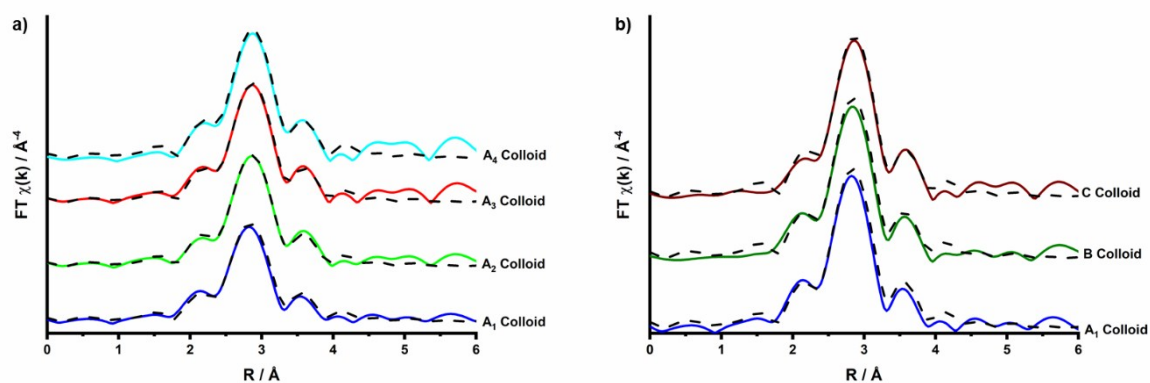 a)
FT χ(k) / Å⁻⁴
A₄ Colloid
A₃ Colloid
A₂ Colloid
A₁ Colloid
0 1 2 3 4 5 6
R / Å
b)
FT χ(k) / Å⁻⁴
C Colloid
B Colloid
A₁ Colloid
0 1 2 3 4 5 6
R / Å